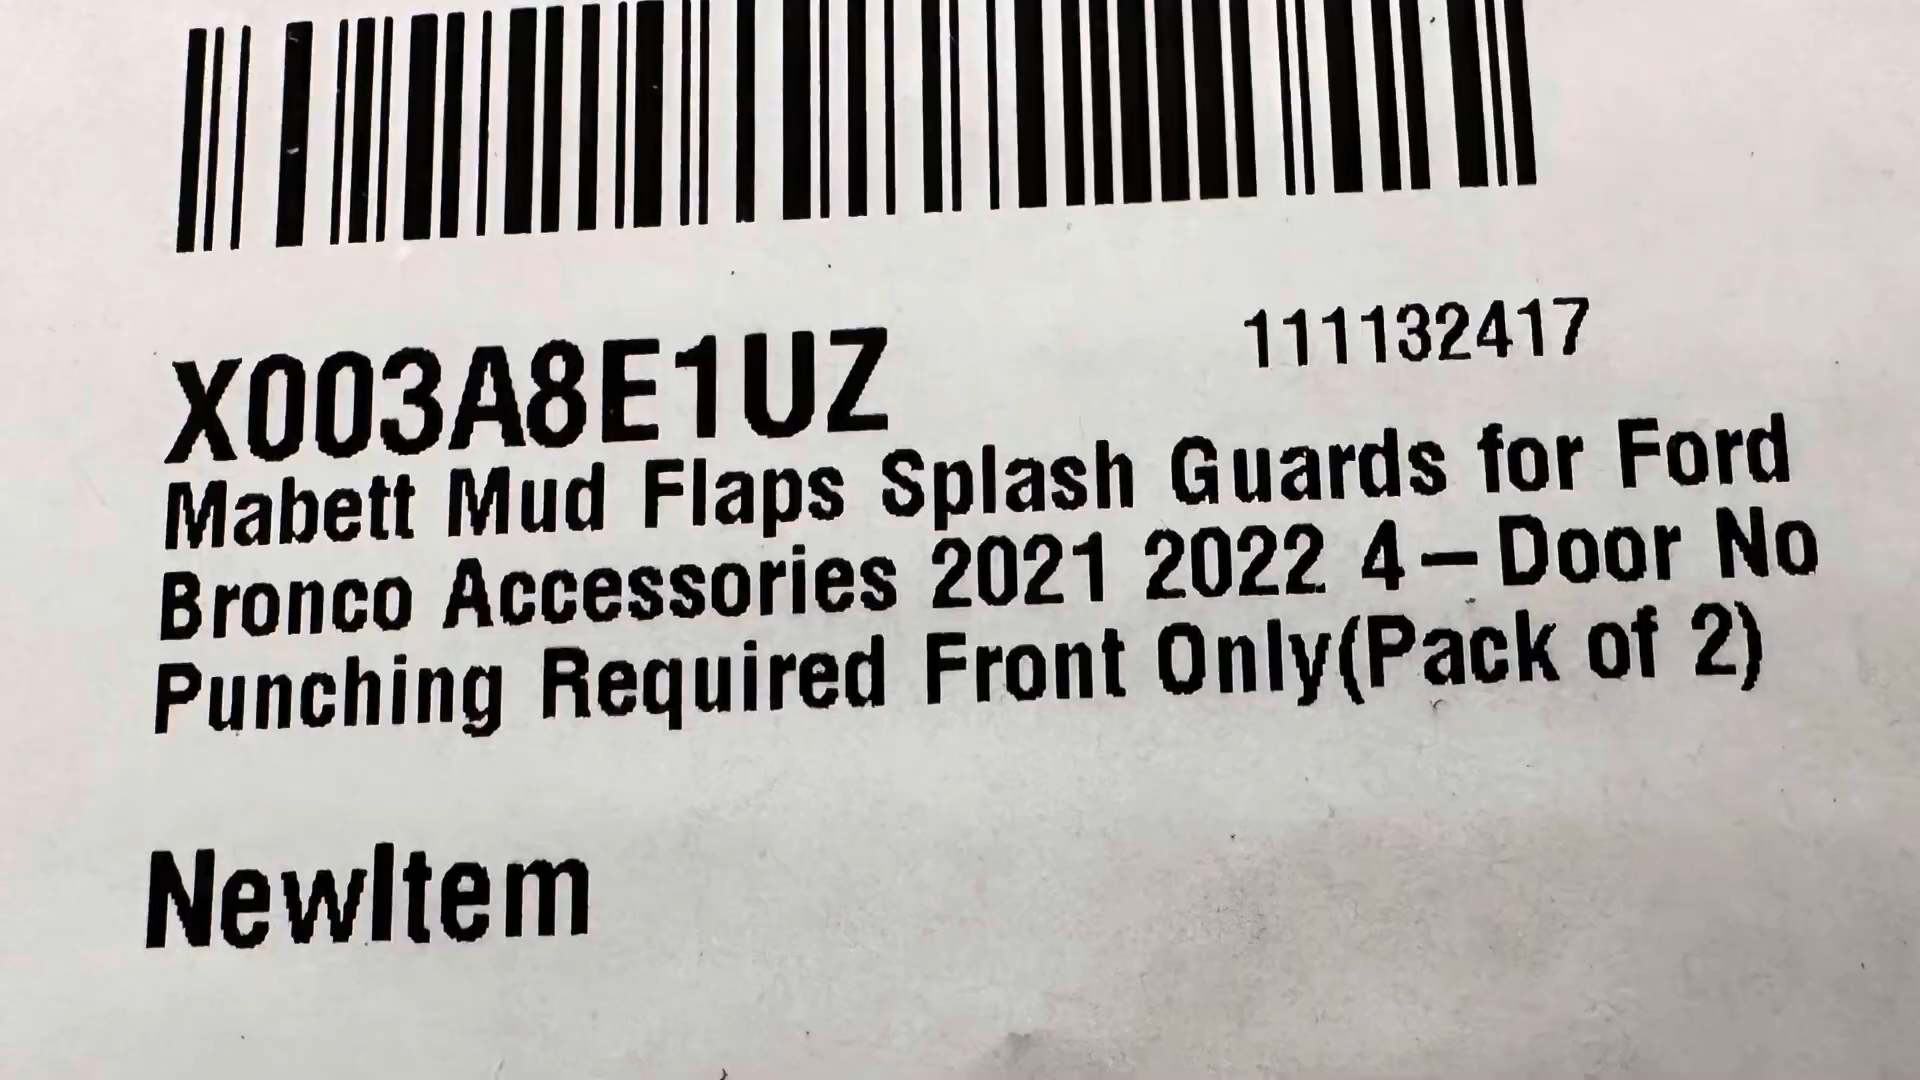 X003A8E1UZ 111132417
Mabett Mud Flaps Splash Guards for Ford
Bronco Accessories 2021 2022 4–Door No
Punching Required Front Only(Pack of 2)
NewItem